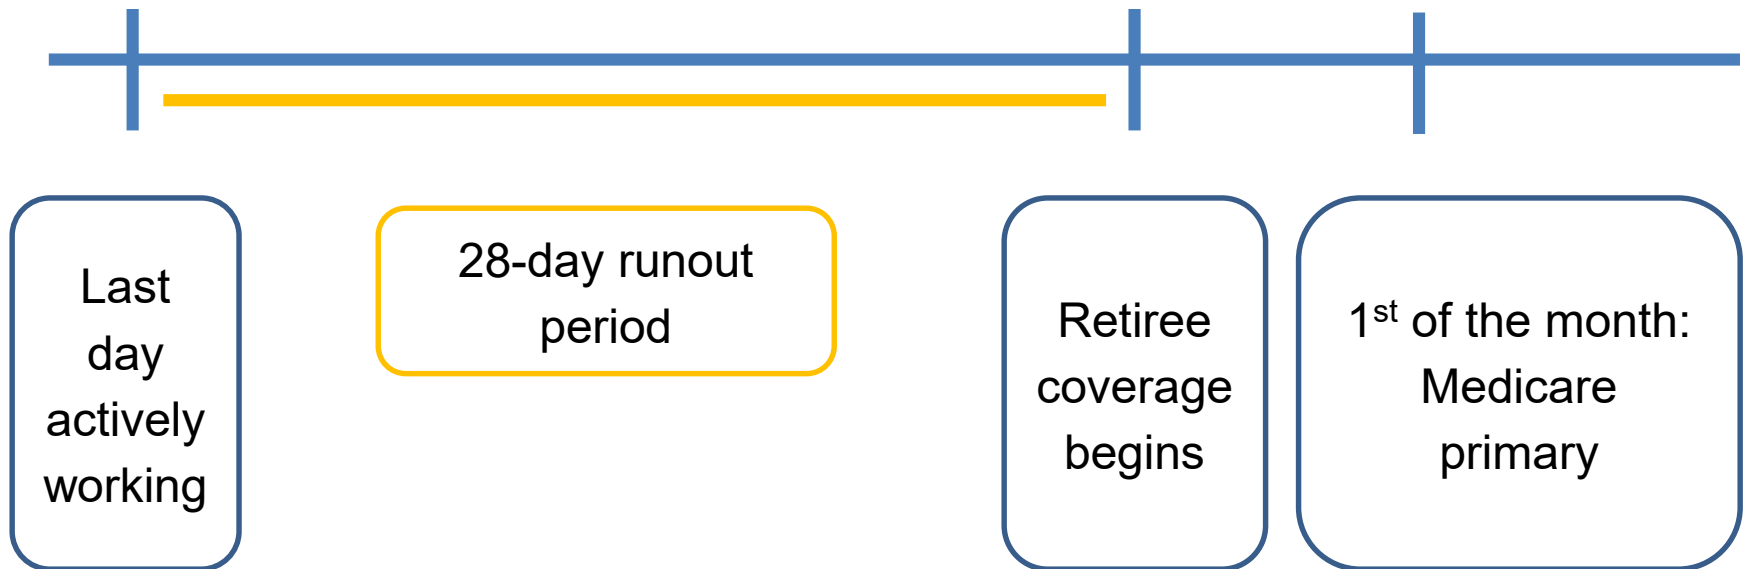 Last
day
actively
working
28-day runout
period
Retiree
coverage
begins
1st of the month:
Medicare
primary